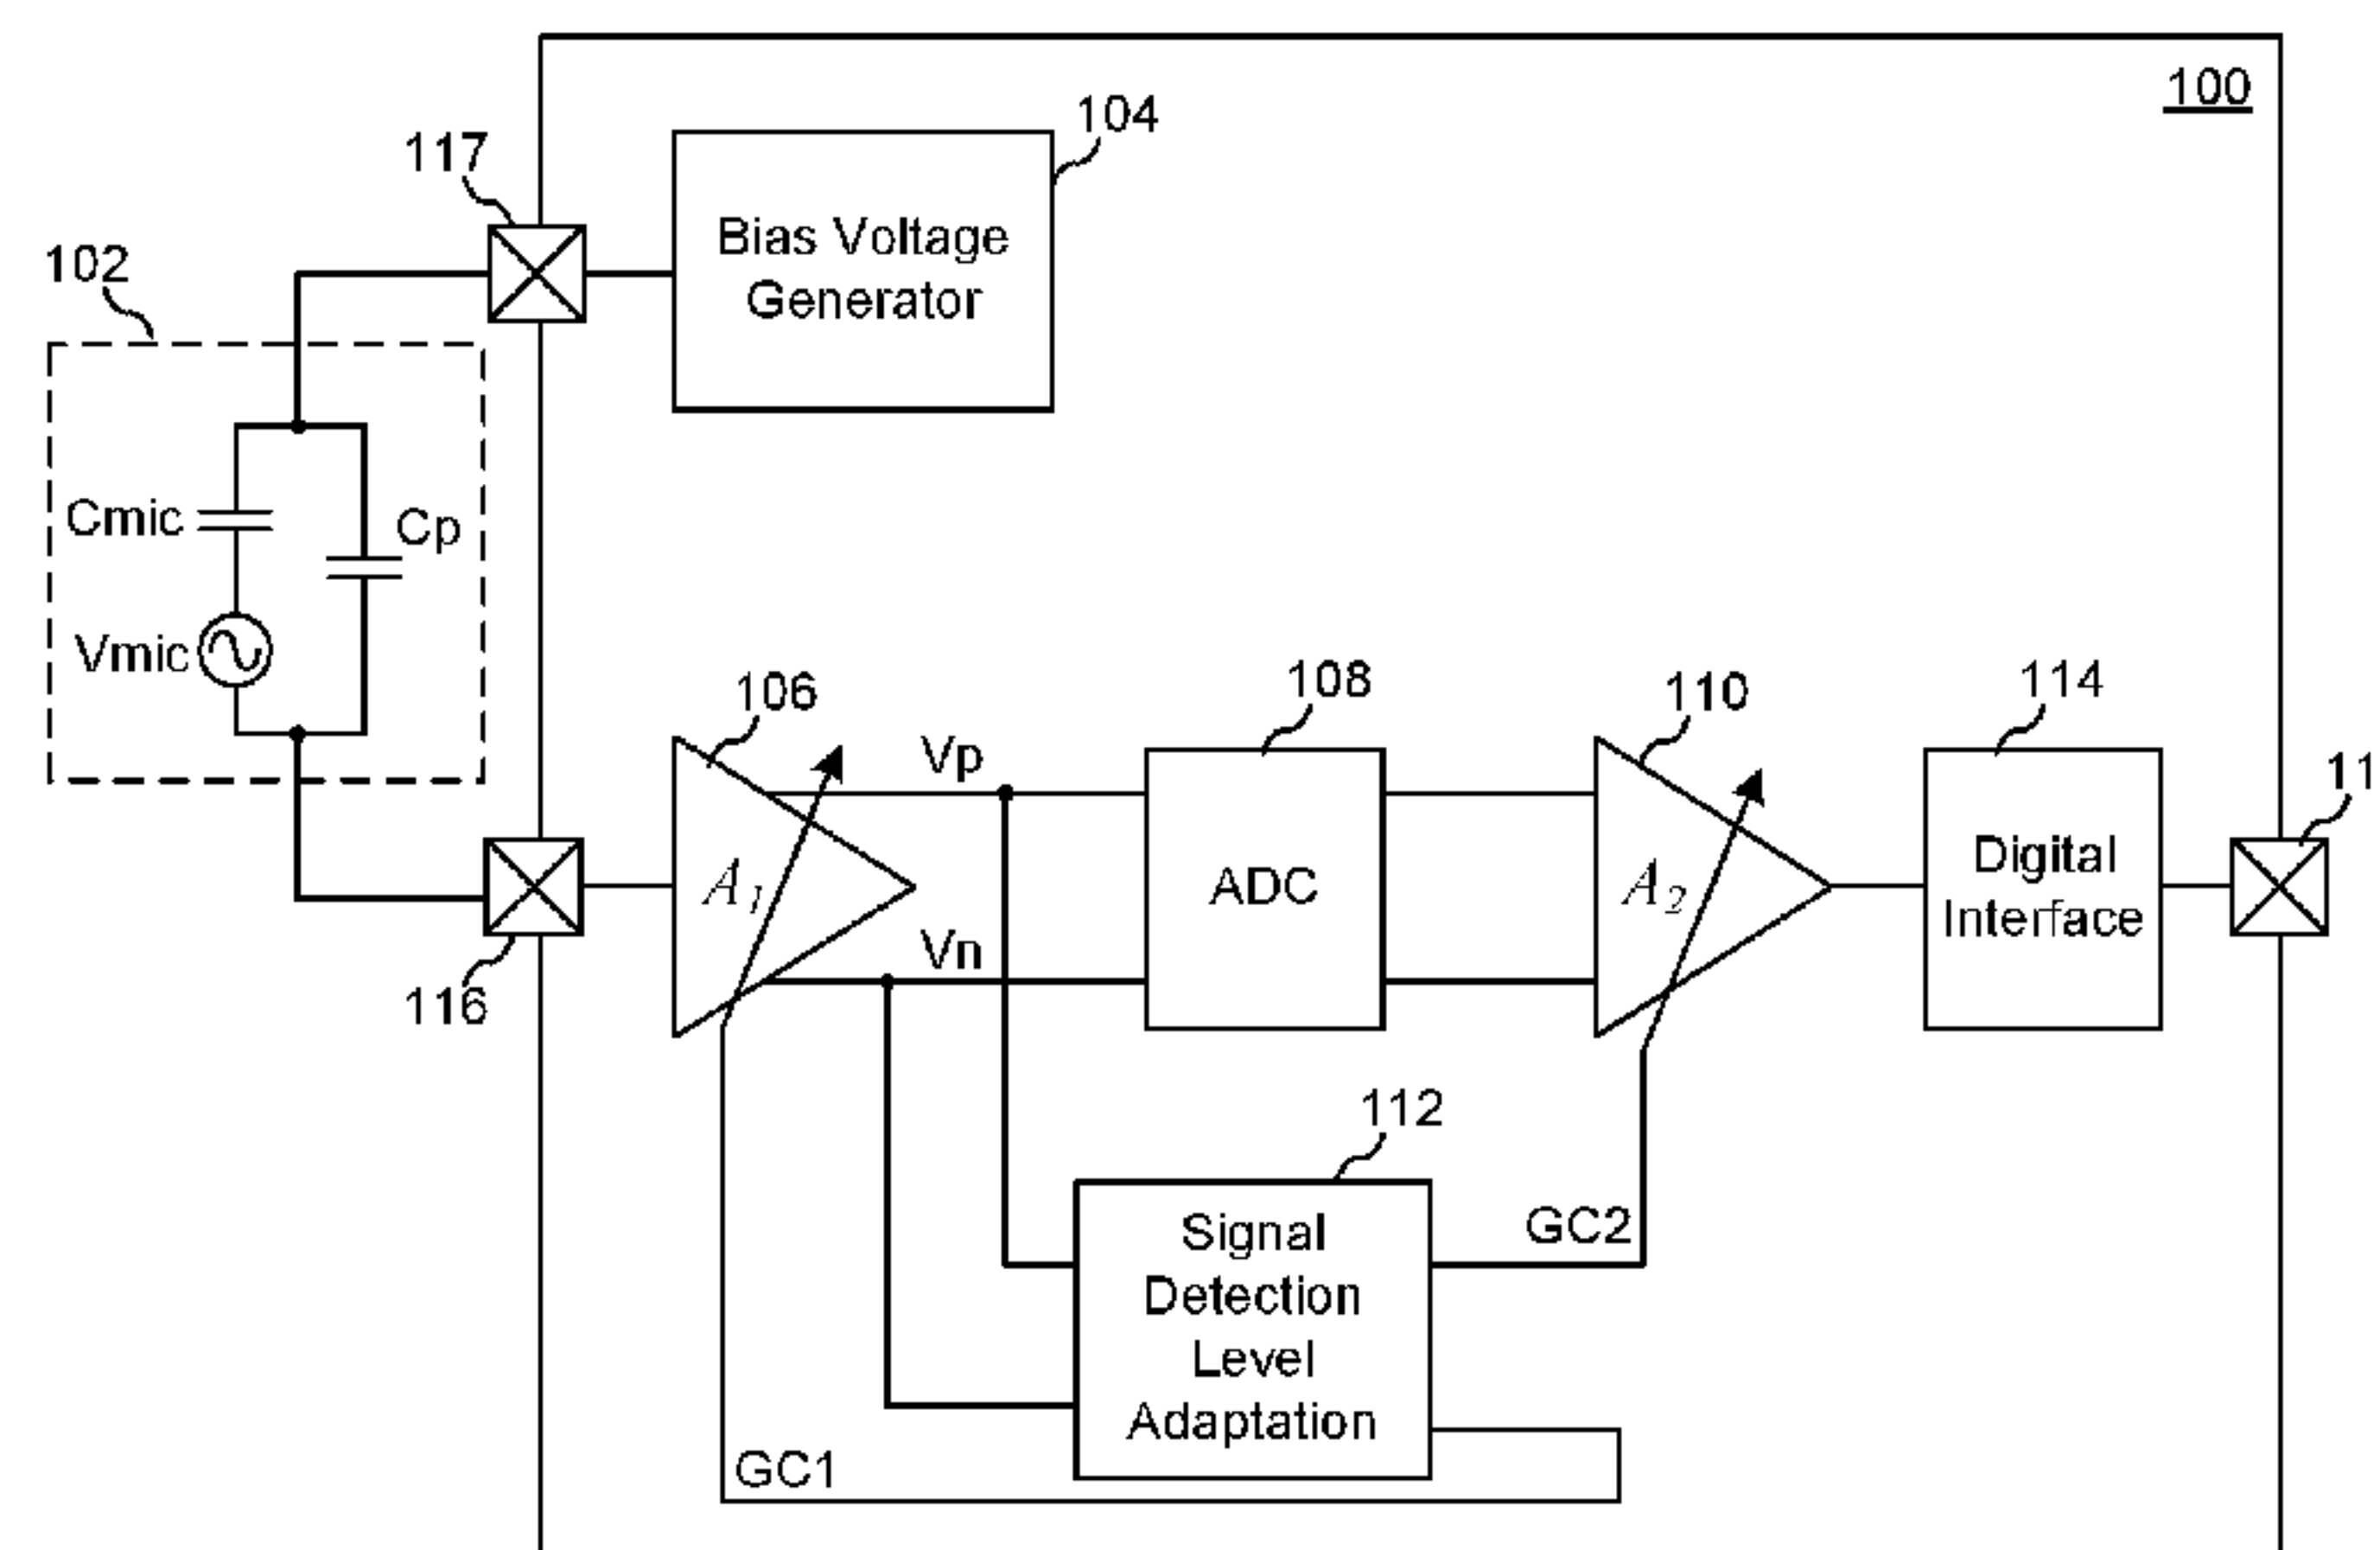 100
104
117
Bias Voltage
Generator
102
Cmic
Cp
Vmic
106
108
110
114
11
Vp
A1
ADC
A2
Digital
Interface
Vn
116
112
Signal
Detection
Level
Adaptation
GC2
GC1